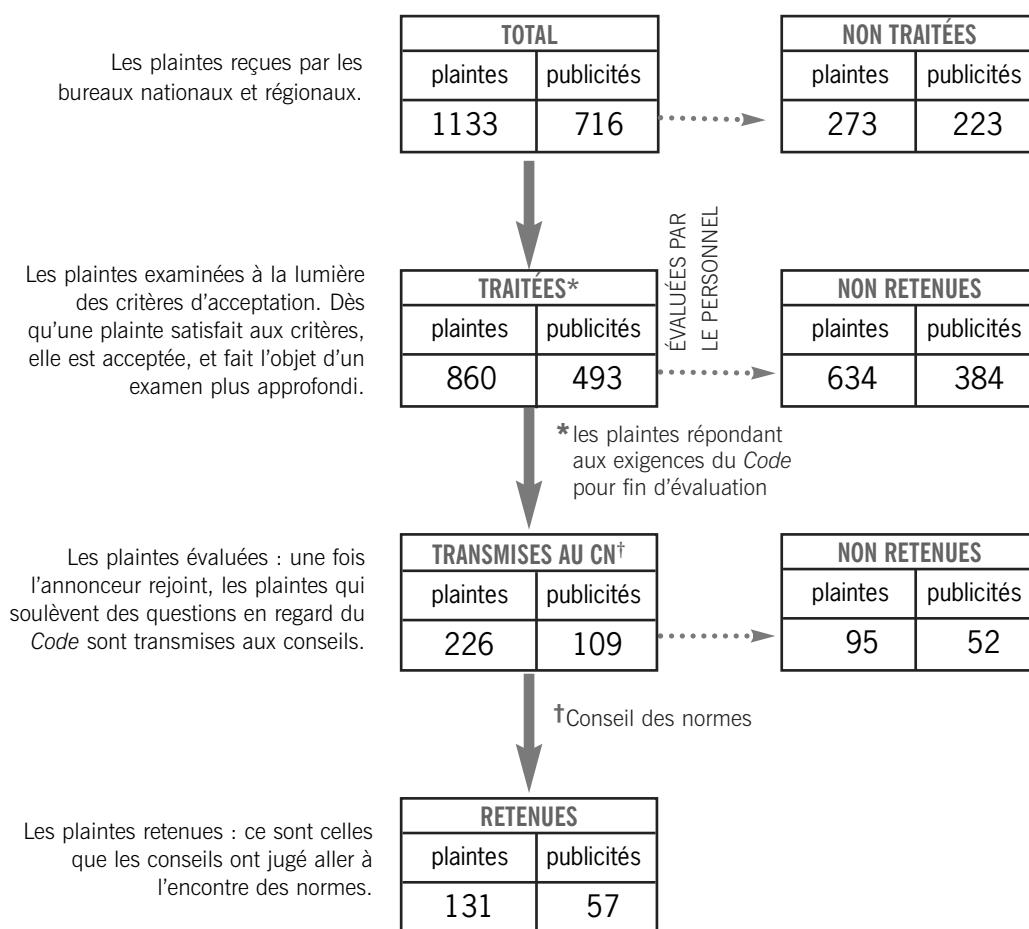 Les plaintes reçues par les
bureaux nationaux et régionaux.
TOTAL
plaintes publicités
1133 716
NON TRAITÉES
plaintes publicités
273 223
Les plaintes examinées à la lumière
des critères d'acceptation. Dès
qu'une plainte satisfait aux critères,
elle est acceptée, et fait l'objet d'un
examen plus approfondi.
TRAITÉES*
plaintes publicités
860 493
ÉVALUÉES PAR
LE PERSONNEL
NON RETENUES
plaintes publicités
634 384
*les plaintes répondant
aux exigences du Code
pour fin d'évaluation
Les plaintes évaluées : une fois
l'annonceur rejoint, les plaintes qui
soulèvent des questions en regard du
Code sont transmises aux conseils.
TRANSMISES AU CN†
plaintes publicités
226 109
NON RETENUES
plaintes publicités
95 52
†Conseil des normes
Les plaintes retenues : ce sont celles
que les conseils ont jugé aller à
l'encontre des normes.
RETENUES
plaintes publicités
131 57